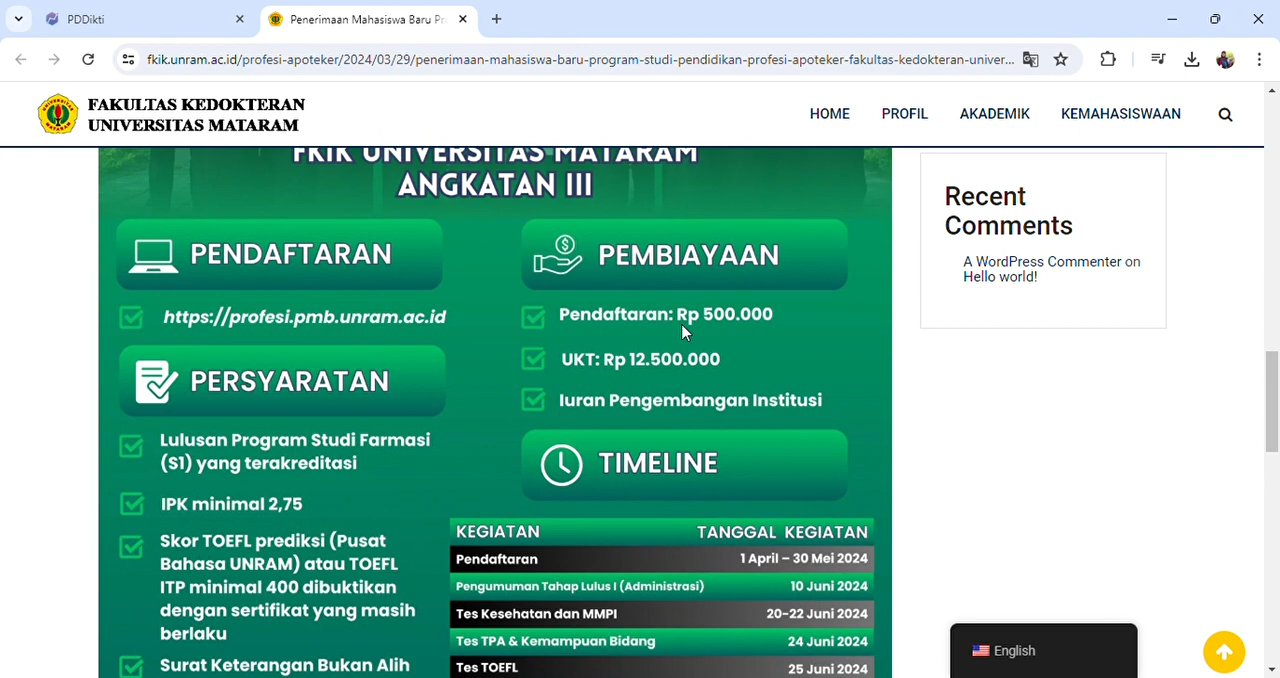 PDDikti
Penerimaan Mahasiswa Baru Pr
fkik.unram.ac.id/profesi-apoteker/2024/03/29/penerimaan-mahasiswa-baru-program-studi-pendidikan-profesi-apoteker-fakultas-kedokteran-univer...
FAKULTAS KEDOKTERAN
UNIVERSITAS MATARAM
HOME
PROFIL
AKADEMIK
KEMAHASISWAAN
FKIK UNIVERSITAS MATARAM
ANGKATAN III
PENDAFTARAN
https://profesi.pmb.unram.ac.id
PERSYARATAN
Lulusan Program Studi Farmasi
(S1) yang terakreditasi
IPK minimal 2,75
Skor TOEFL prediksi (Pusat
Bahasa UNRAM) atau TOEFL
ITP minimal 400 dibuktikan
dengan sertifikat yang masih
berlaku
Surat Keterangan Bukan Alih
PEMBIAYAAN
Pendaftaran: Rp 500.000
UKT: Rp 12.500.000
Iuran Pengembangan Institusi
TIMELINE
KEGIATAN TANGGAL KEGIATAN
Pendaftaran 1 April – 30 Mei 2024
Pengumuman Tahap Lulus I (Administrasi) 10 Juni 2024
Tes Kesehatan dan MMPI 20-22 Juni 2024
Tes TPA & Kemampuan Bidang 24 Juni 2024
Tes TOEFL 25 Juni 2024
Recent
Comments
A WordPress Commenter on
Hello world!
English